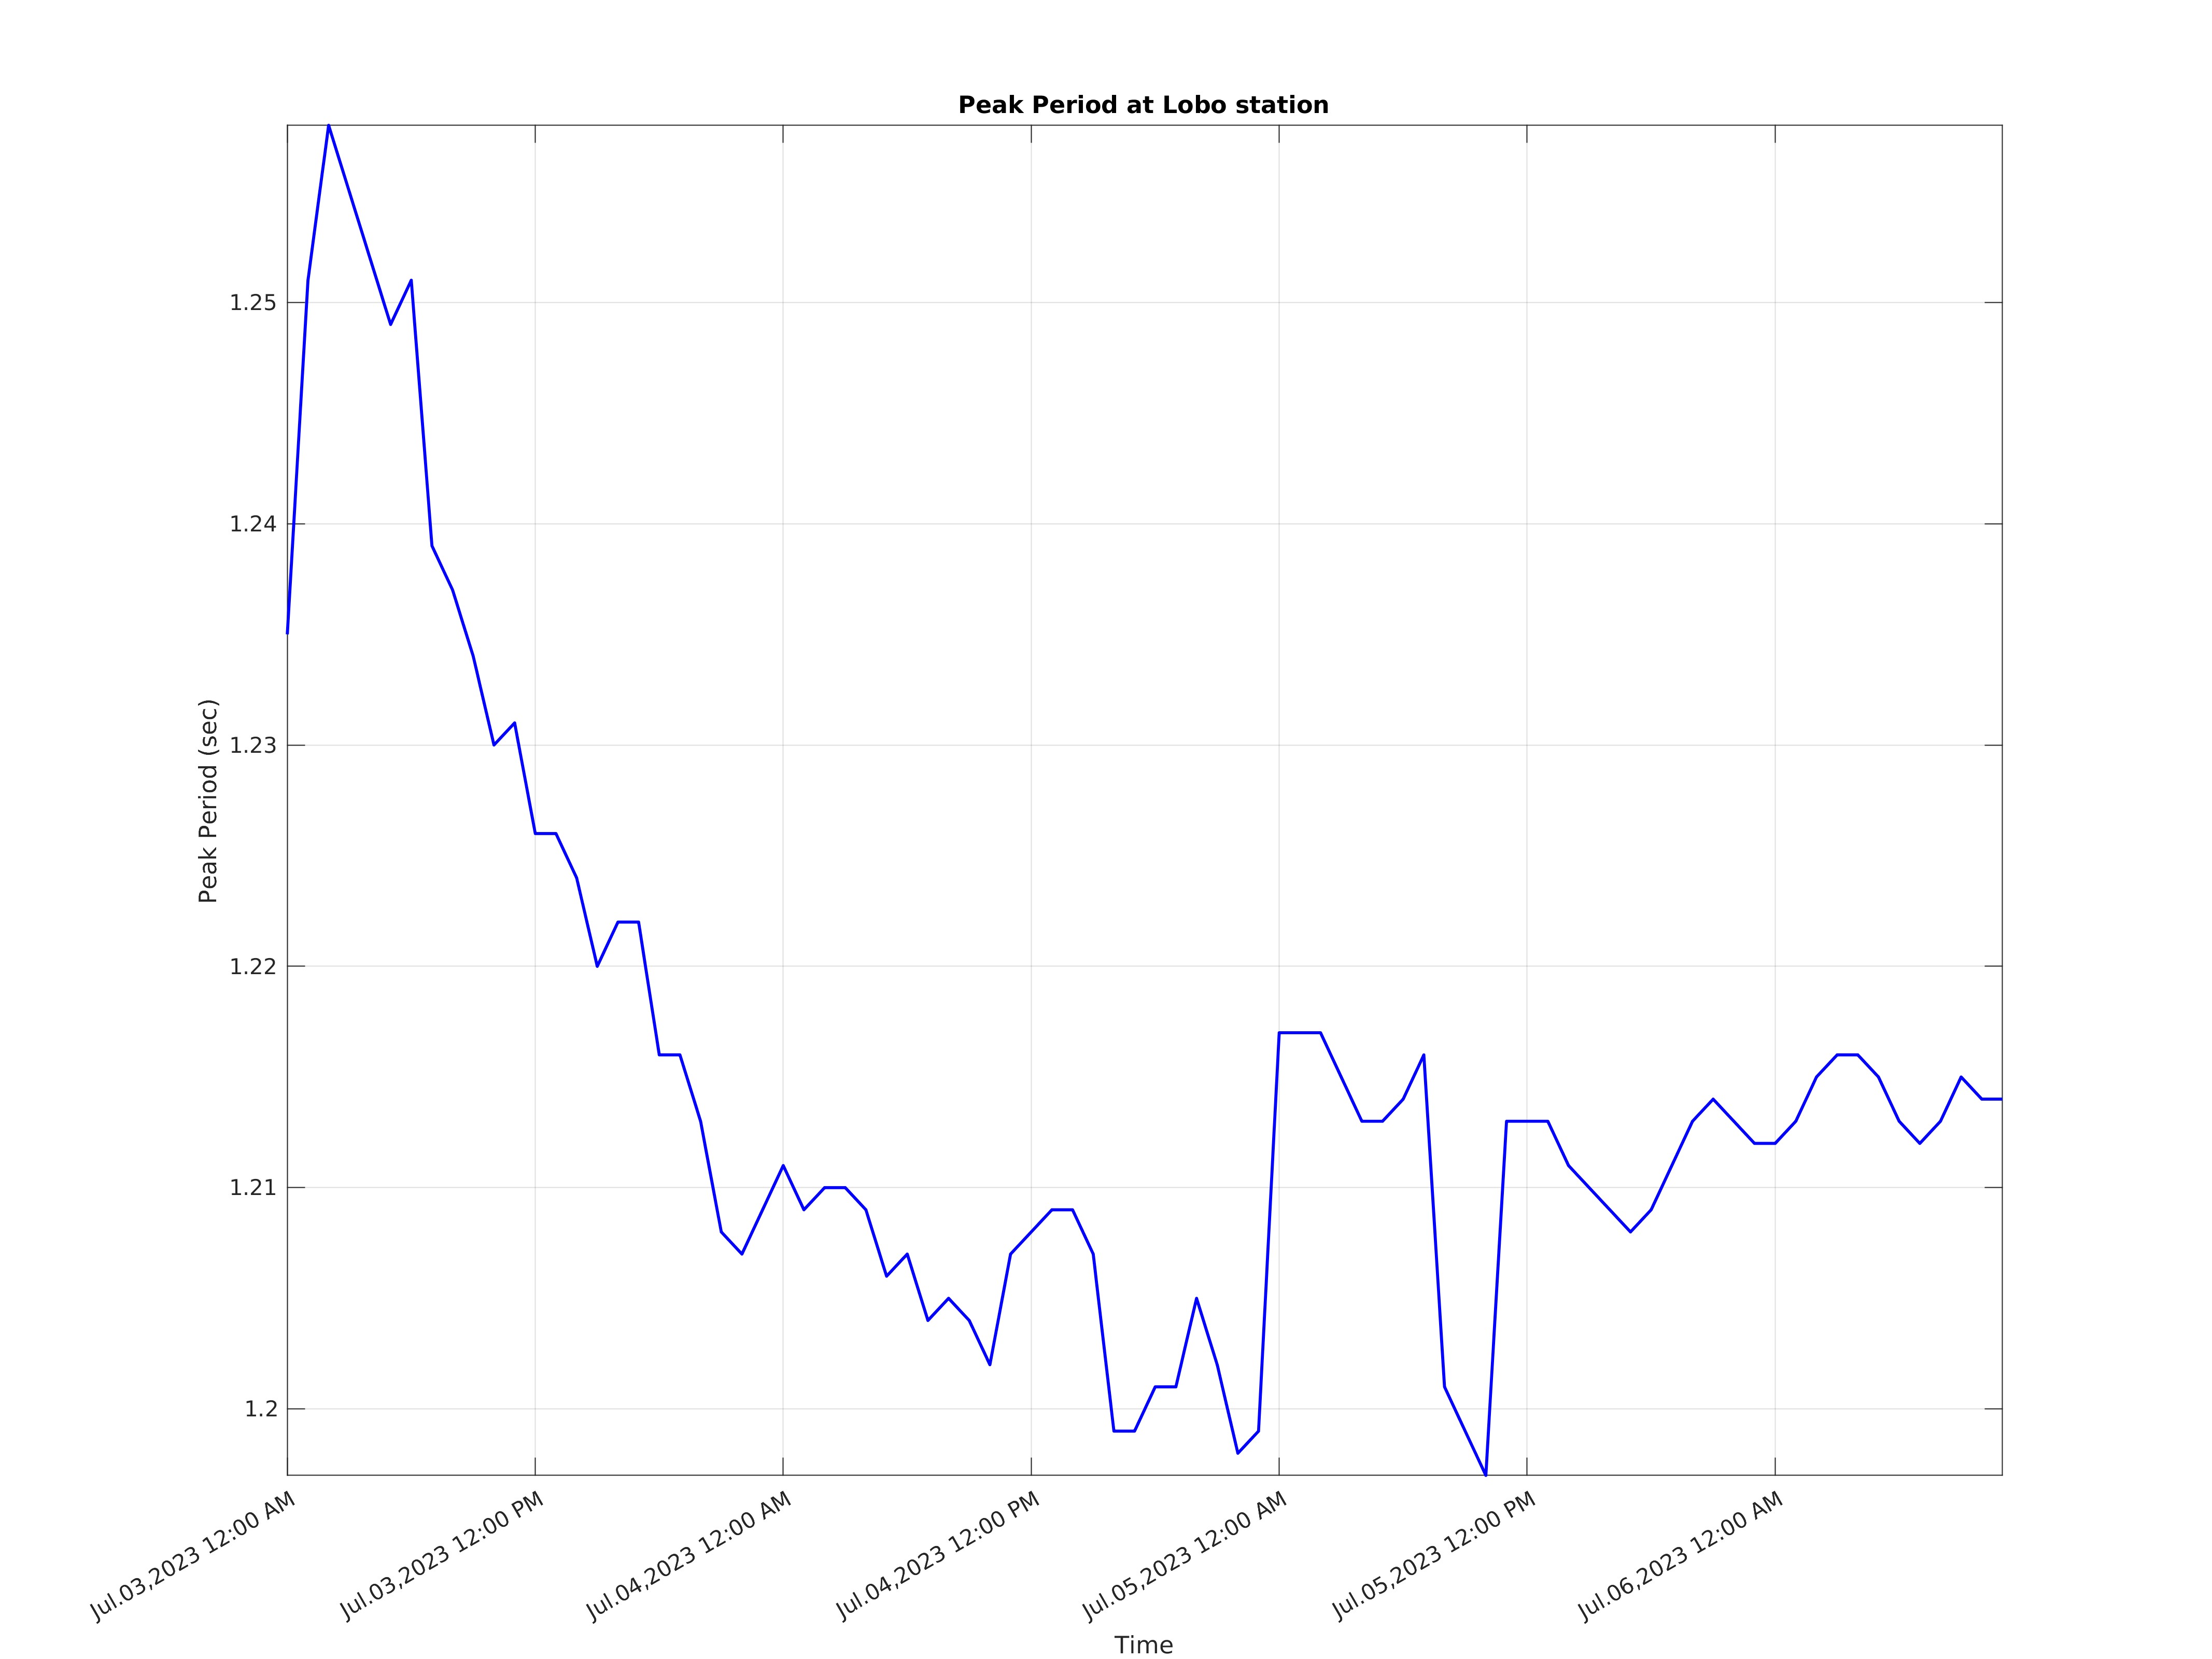 Peak Period at Lobo station
Peak Period (sec)
1.25
1.24
1.23
1.22
1.21
1.2
Jul.03,2023 12:00 AM
Jul.03,2023 12:00 PM
Jul.04,2023 12:00 AM
Jul.04,2023 12:00 PM
Jul.05,2023 12:00 AM
Jul.05,2023 12:00 PM
Jul.06,2023 12:00 AM
Time